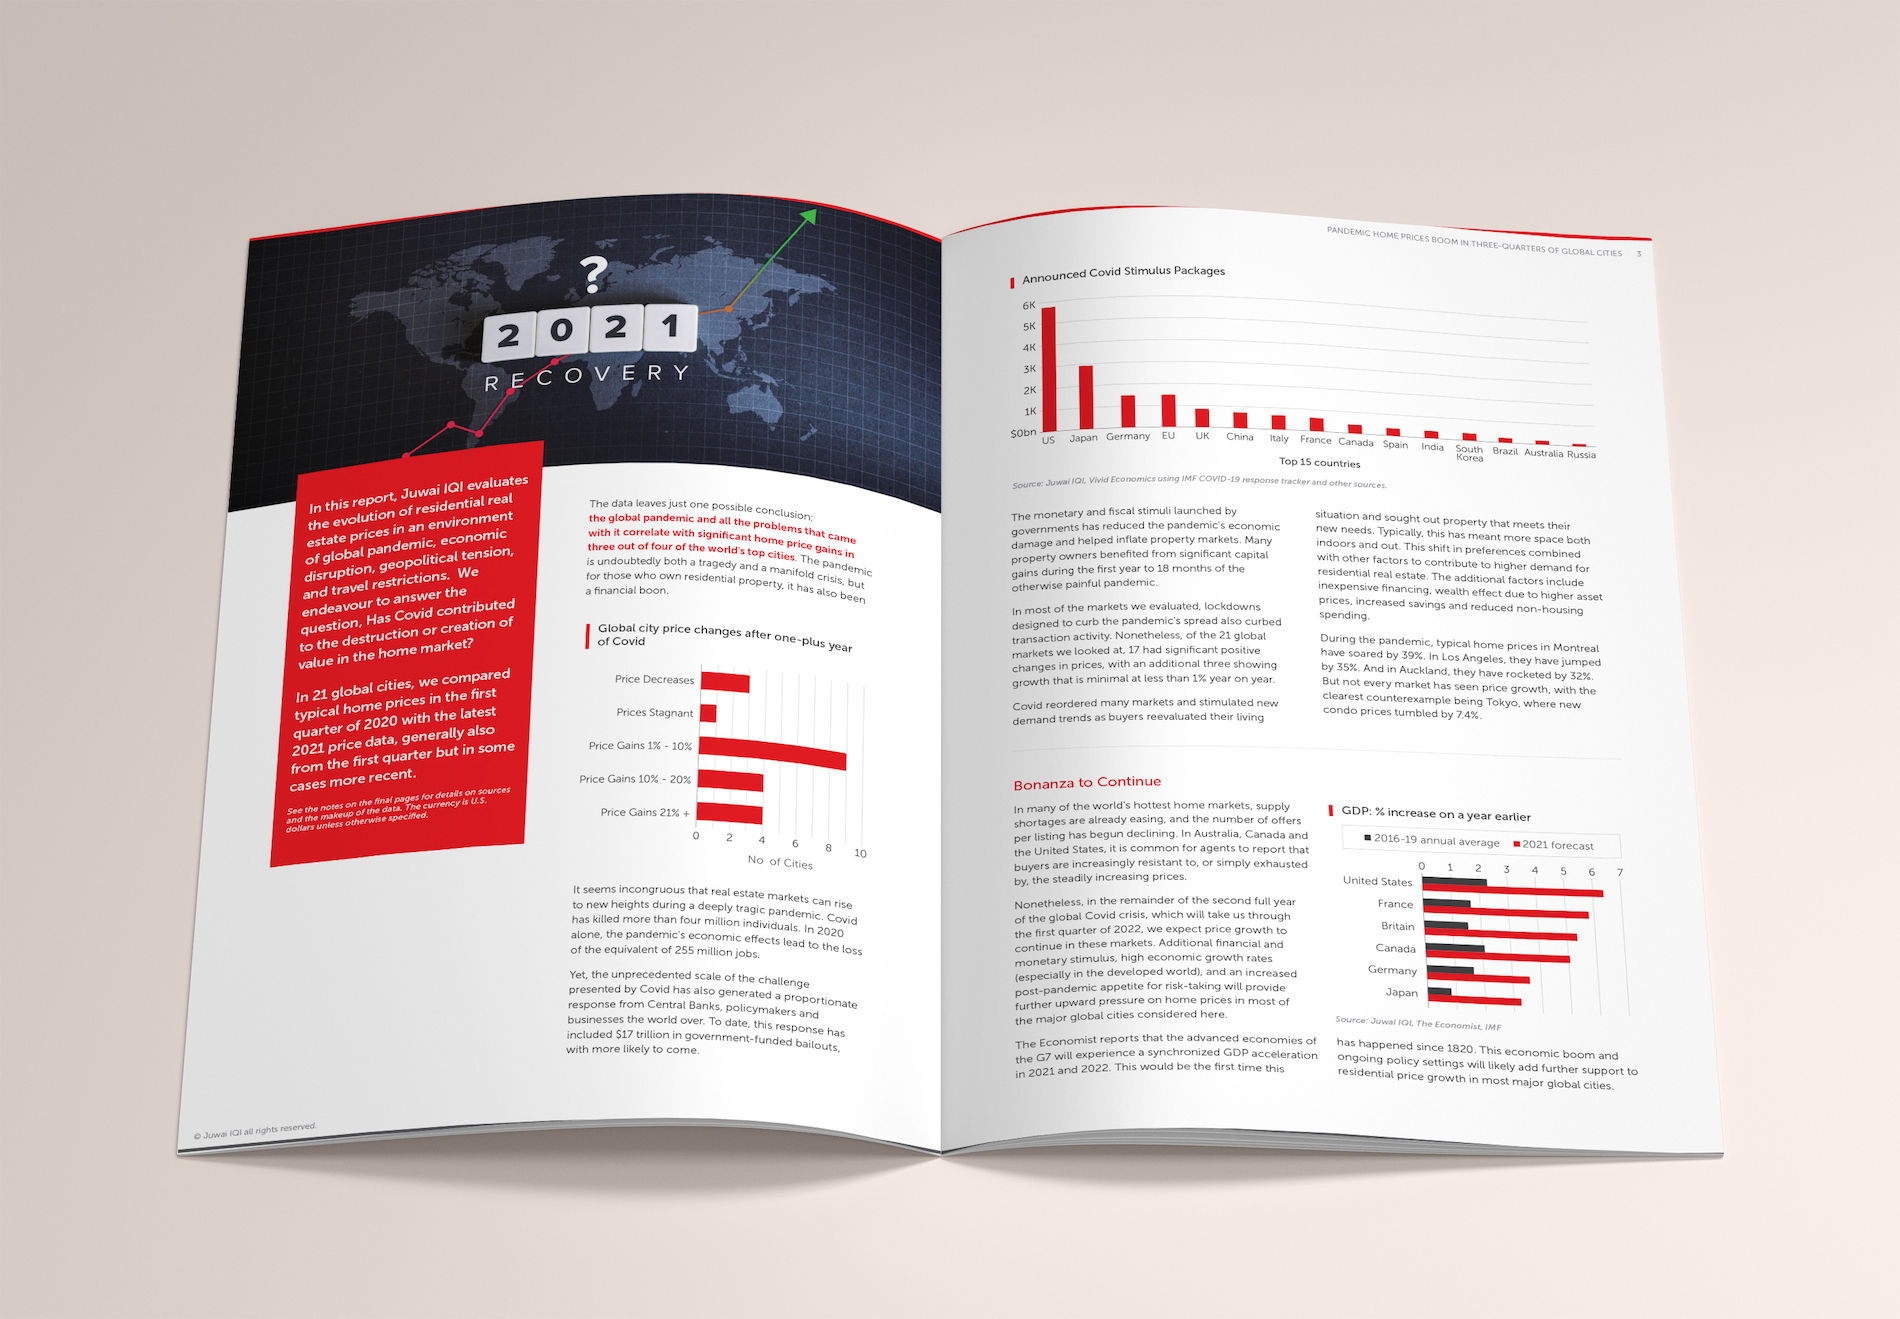 ?
2021
RECOVERY
In this report, Juwai IQI evaluates
the evolution of residential real
estate prices in an environment
of global pandemic, economic
disruption, geopolitical tension,
and travel restrictions. We
endeavour to answer the
question, Has Covid contributed
to the destruction or creation of
value in the home market?
In 21 global cities, we compared
typical home prices in the first
quarter of 2020 with the latest
2021 price data, generally also
from the first quarter but in some
cases more recent.
See the notes on the final pages for details on sources
and the makeup of the data. The currency is U.S,
dollars unless otherwise specified.
The data leaves just one possible conclusion;
the global pandemic and all the problems that came
with it correlate with significant home price gains in
three out of four of the world's top cities. The pandemic
is undoubtedly both a tragedy and a manifold crisis, but
for those who own residential property, it has also been
a financial boon.
Global city price changes after one-plus year
of Covid
Price Decreases
Prices Stagnant
Price Gains 1% - 10%
Price Gains 10% - 20%
Price Gains 21% +
0 2 4 6 8 10
No of Cities
It seems incongruous that real estate markets can rise
to new heights during a deeply tragic pandemic. Covid
has killed more than four million individuals. In 2020
alone, the pandemic's economic effects lead to the loss
of the equivalent of 255 million jobs.
Yet, the unprecedented scale of the challenge
presented by Covid has also generated a proportionate
response from Central Banks, policymakers and
businesses the world over. To date, this response has
included $17 trillion in government-funded bailouts,
with more likely to come.
© Juwai IQI all rights reserved.
PANDEMIC HOME PRICES BOOM IN THREE-QUARTERS OF GLOBAL CITIES 3
Announced Covid Stimulus Packages
6K
5K
4K
3K
2K
1K
$0bn
US Japan Germany EU UK China Italy France Canada Spain India South Korea Brazil Australia Russia
Top 15 countries
Source: Juwai IQI, Vivid Economics using IMF COVID-19 response tracker and other sources.
The monetary and fiscal stimuli launched by
governments has reduced the pandemic's economic
damage and helped inflate property markets. Many
property owners benefited from significant capital
gains during the first year to 18 months of the
otherwise painful pandemic.
In most of the markets we evaluated, lockdowns
designed to curb the pandemic's spread also curbed
transaction activity. Nonetheless, of the 21 global
markets we looked at, 17 had significant positive
changes in prices, with an additional three showing
growth that is minimal at less than 1% year on year.
Covid reordered many markets and stimulated new
demand trends as buyers reevaluated their living
situation and sought out property that meets their
new needs. Typically, this has meant more space both
indoors and out. This shift in preferences combined
with other factors to contribute to higher demand for
residential real estate. The additional factors include
inexpensive financing, wealth effect due to higher asset
prices, increased savings and reduced non-housing
spending.
During the pandemic, typical home prices in Montreal
have soared by 39%. In Los Angeles, they have jumped
by 35%. And in Auckland, they have rocketed by 32%.
But not every market has seen price growth, with the
clearest counterexample being Tokyo, where new
condo prices tumbled by 7.4%.
Bonanza to Continue
In many of the world's hottest home markets, supply
shortages are already easing, and the number of offers
per listing has begun declining. In Australia, Canada and
the United States, it is common for agents to report that
buyers are increasingly resistant to, or simply exhausted
by, the steadily increasing prices.
Nonetheless, in the remainder of the second full year
of the global Covid crisis, which will take us through
the first quarter of 2022, we expect price growth to
continue in these markets. Additional financial and
monetary stimulus, high economic growth rates
(especially in the developed world), and an increased
post-pandemic appetite for risk-taking will provide
further upward pressure on home prices in most of
the major global cities considered here.
The Economist reports that the advanced economies of
the G7 will experience a synchronized GDP acceleration
in 2021 and 2022. This would be the first time this
GDP: % increase on a year earlier
2016-19 annual average 2021 forecast
0 1 2 3 4 5 6 7
United States
France
Britain
Canada
Germany
Japan
Source: Juwai IQI, The Economist, IMF
has happened since 1820. This economic boom and
ongoing policy settings will likely add further support to
residential price growth in most major global cities.